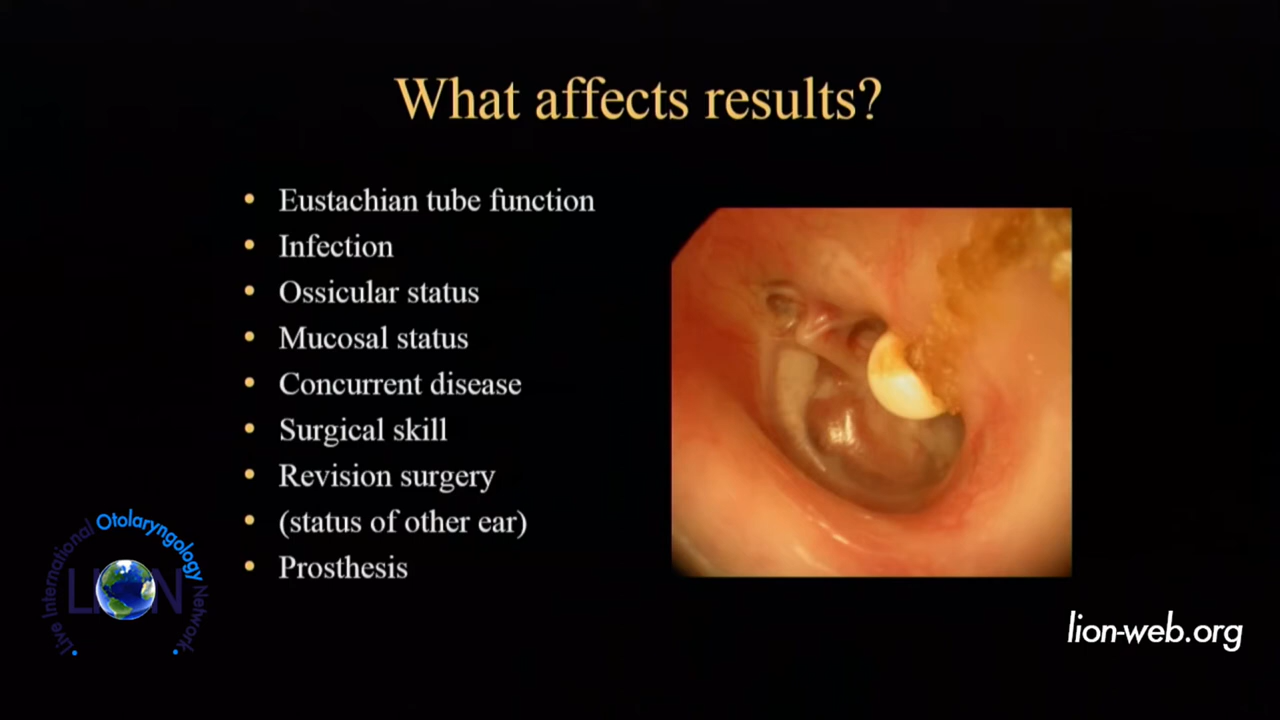 What affects results?
• Eustachian tube function
• Infection
• Ossicular status
• Mucosal status
• Concurrent disease
• Surgical skill
• Revision surgery
• (status of other ear)
• Prosthesis
Live International Otolaryngology Network
LION
lion-web.org